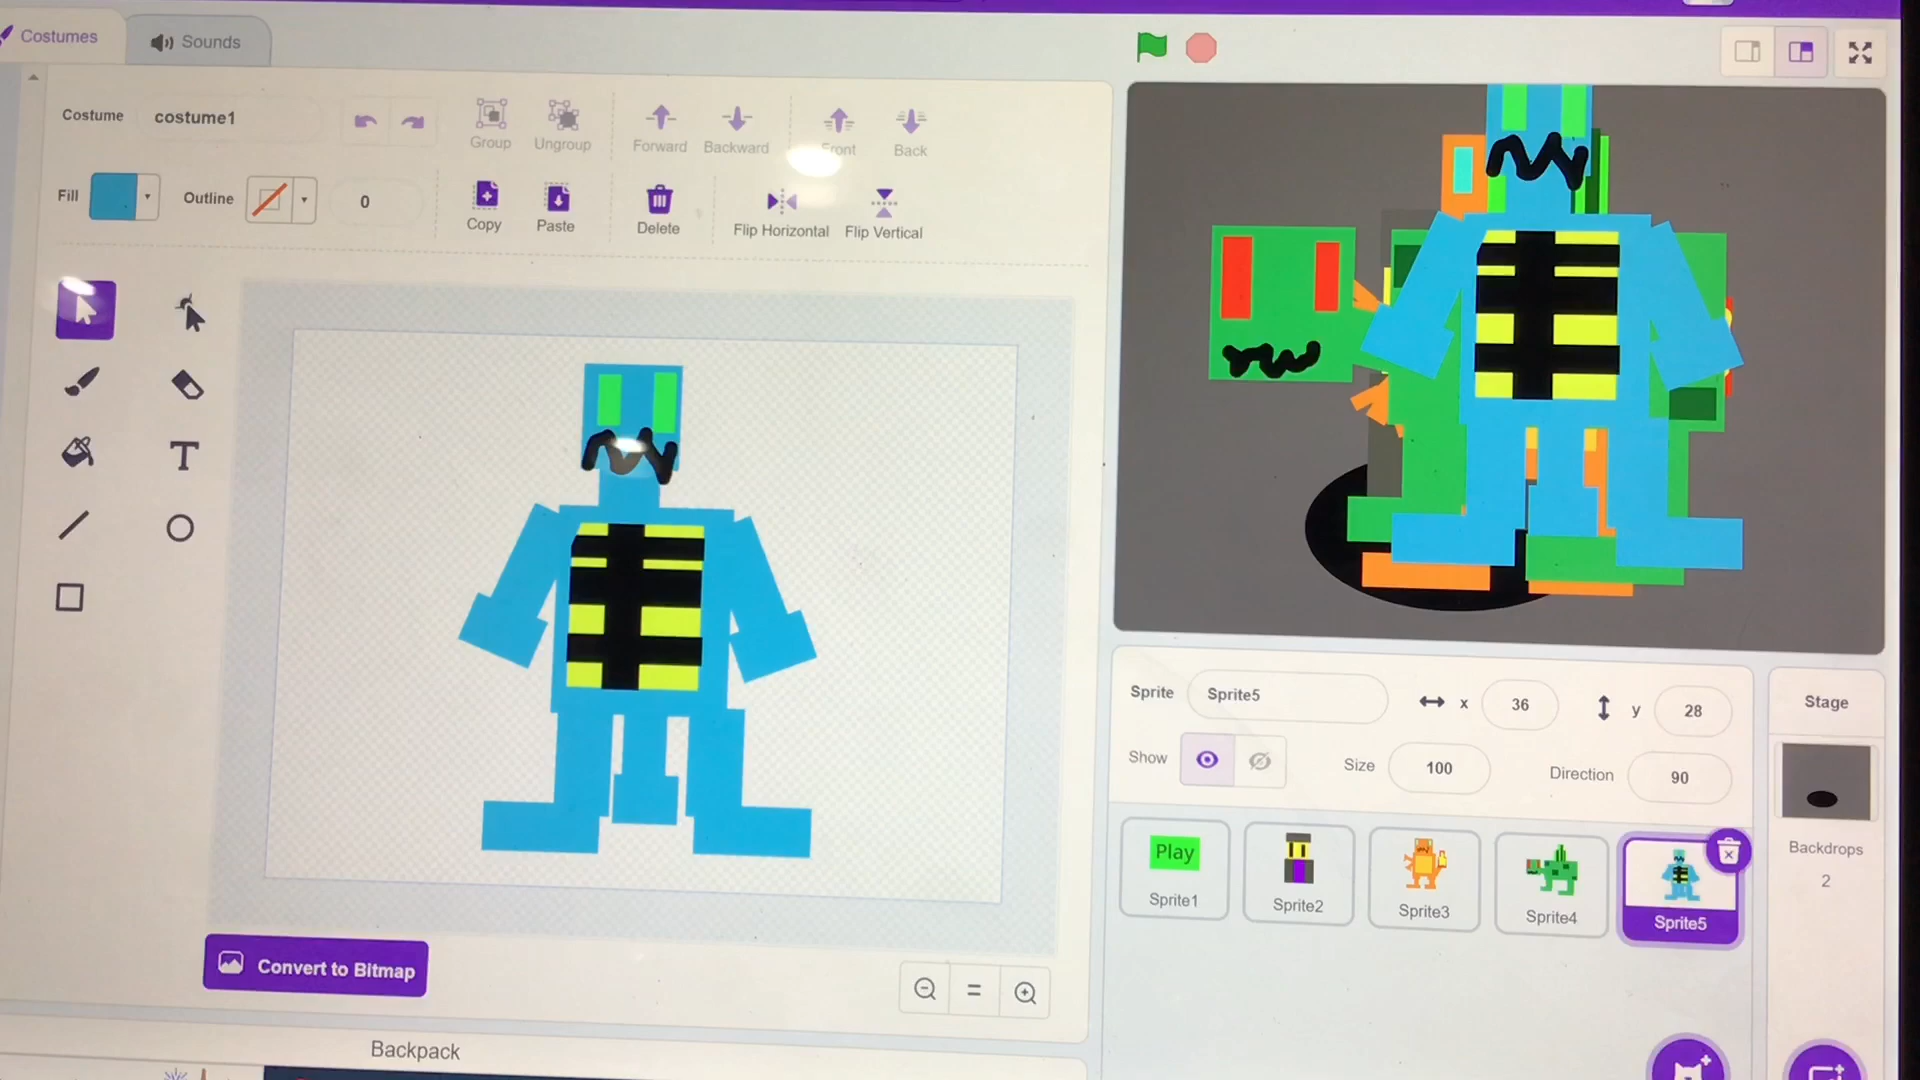 Costumes
Sounds
Costume costume1
Group Ungroup Forward Backward Front Back
Fill Outline 0
Copy Paste Delete Flip Horizontal Flip Vertical
T
Convert to Bitmap
=
Backpack
Sprite Sprite5 x 36 y 28
Show Size 100 Direction 90
Play
Sprite1 Sprite2 Sprite3 Sprite4 Sprite5
Stage
Backdrops
2